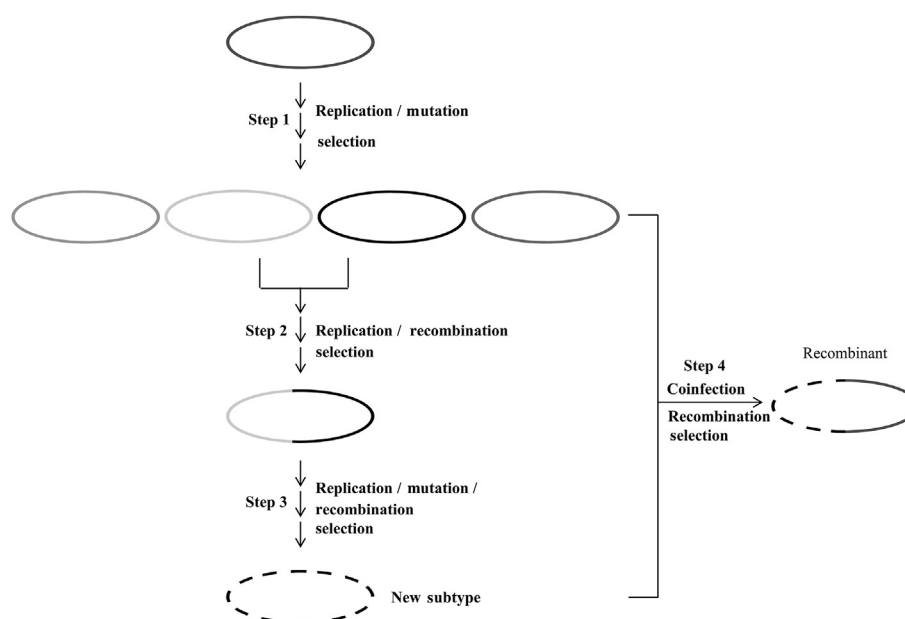 Step 1
Replication / mutation
selection
Step 2
Replication / recombination
selection
Step 3
Replication / mutation /
recombination
selection
New subtype
Step 4
Coinfection
Recombination
selection
Recombinant